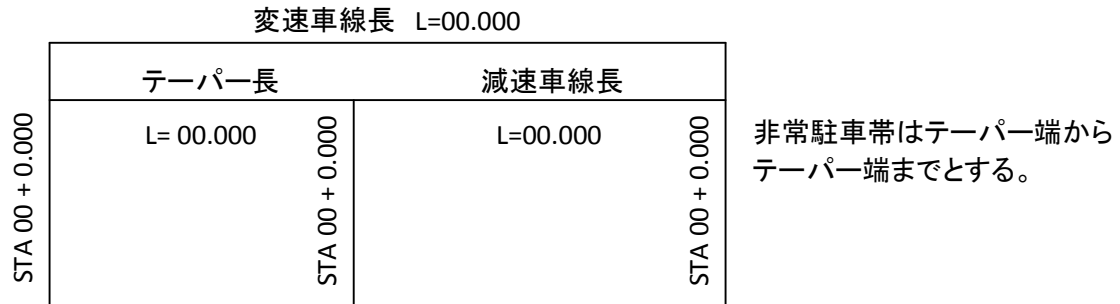 変速車線長 L=00.000
テーパー長 減速車線長
L= 00.000 L=00.000
STA 00 + 0.000
STA 00 + 0.000
STA 00 + 0.000
非常駐車帯はテーパー端から
テーパー端までとする。